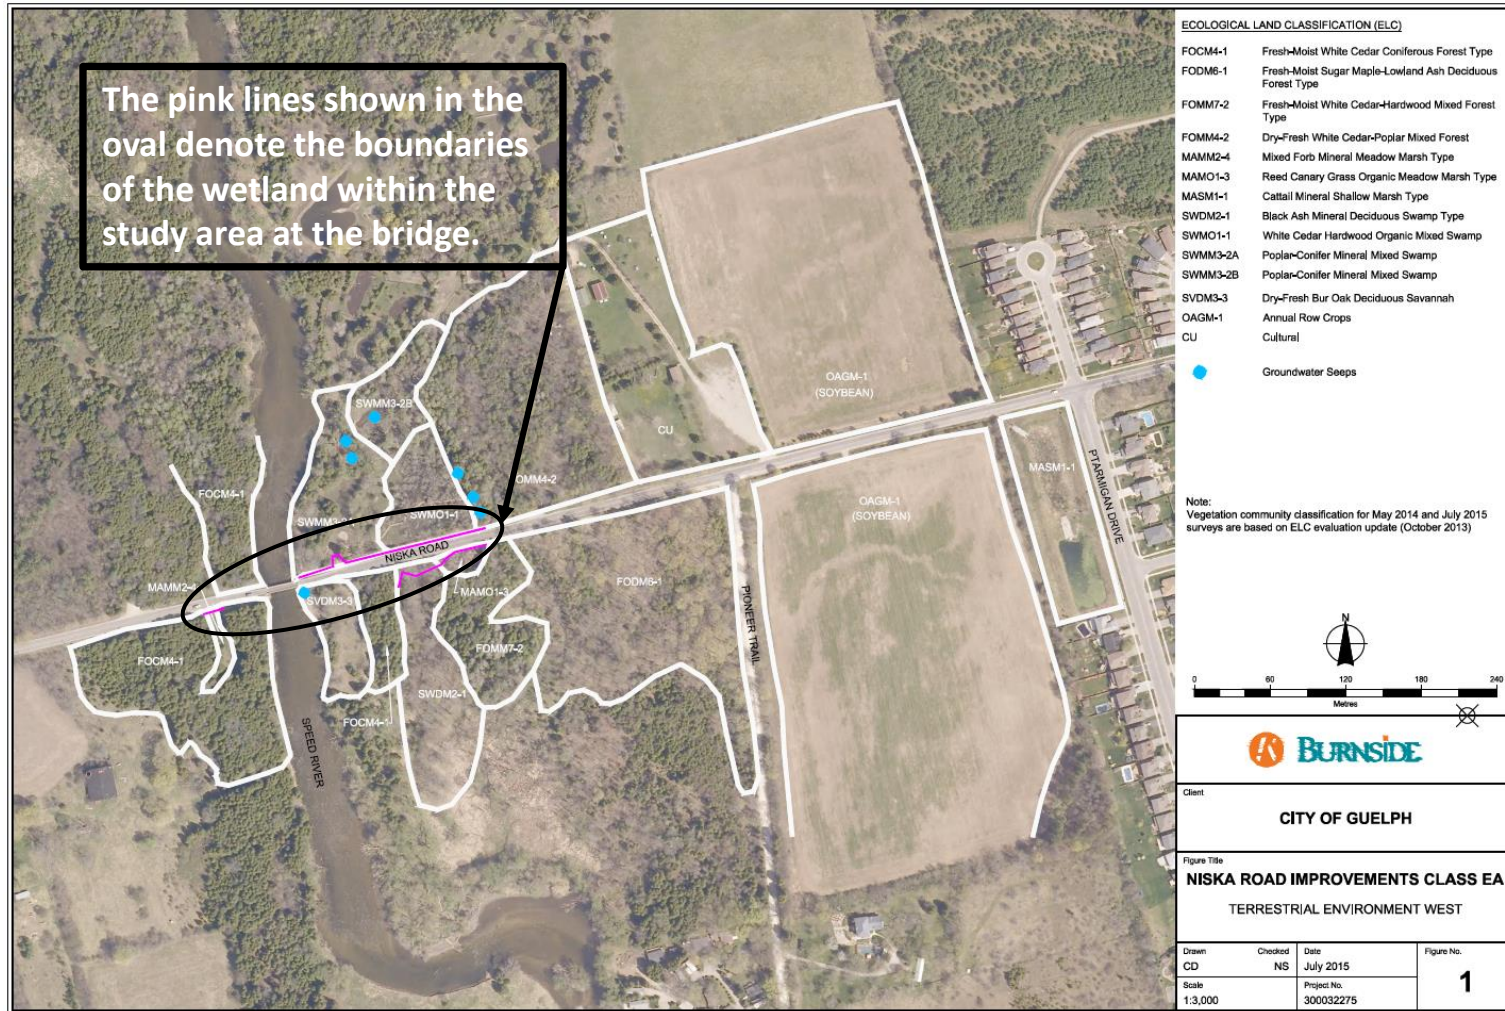 The pink lines shown in the
oval denote the boundaries
of the wetland within the
study area at the bridge.
OAGM-1
(SOYBEAN)
CU
SWMM3-2B
OMM4-2
FOCM4-1
SWMO1-1
SWMM3-2A
NISKA ROAD
MAMM2-4
SVDM3-3
MAMO1-3
FODM6-1
FOCM4-1
FOMM7-2
SWDM2-1
FOCM4-1
SPEED RIVER
PIONEER TRAIL
OAGM-1
(SOYBEAN)
MASM1-1
PTARMIGAN DRIVE
ECOLOGICAL LAND CLASSIFICATION (ELC)
FOCM4-1 Fresh-Moist White Cedar Coniferous Forest Type
FODM6-1 Fresh-Moist Sugar Maple-Lowland Ash Deciduous
Forest Type
FOMM7-2 Fresh-Moist White Cedar-Hardwood Mixed Forest
Type
FOMM4-2 Dry-Fresh White Cedar-Poplar Mixed Forest
MAMM2-4 Mixed Forb Mineral Meadow Marsh Type
MAMO1-3 Reed Canary Grass Organic Meadow Marsh Type
MASM1-1 Cattail Mineral Shallow Marsh Type
SWDM2-1 Black Ash Mineral Deciduous Swamp Type
SWMO1-1 White Cedar Hardwood Organic Mixed Swamp
SWMM3-2A Poplar-Conifer Mineral Mixed Swamp
SWMM3-2B Poplar-Conifer Mineral Mixed Swamp
SVDM3-3 Dry-Fresh Bur Oak Deciduous Savannah
OAGM-1 Annual Row Crops
CU Cultural
Groundwater Seeps
Note:
Vegetation community classification for May 2014 and July 2015
surveys are based on ELC evaluation update (October 2013)
N
0 60 120 180 240
Metres
BURNSIDE
Client
CITY OF GUELPH
Figure Title
NISKA ROAD IMPROVEMENTS CLASS EA
TERRESTRIAL ENVIRONMENT WEST
Drawn Checked Date Figure No.
CD NS July 2015
1
Scale Project No.
1:3,000 300032275